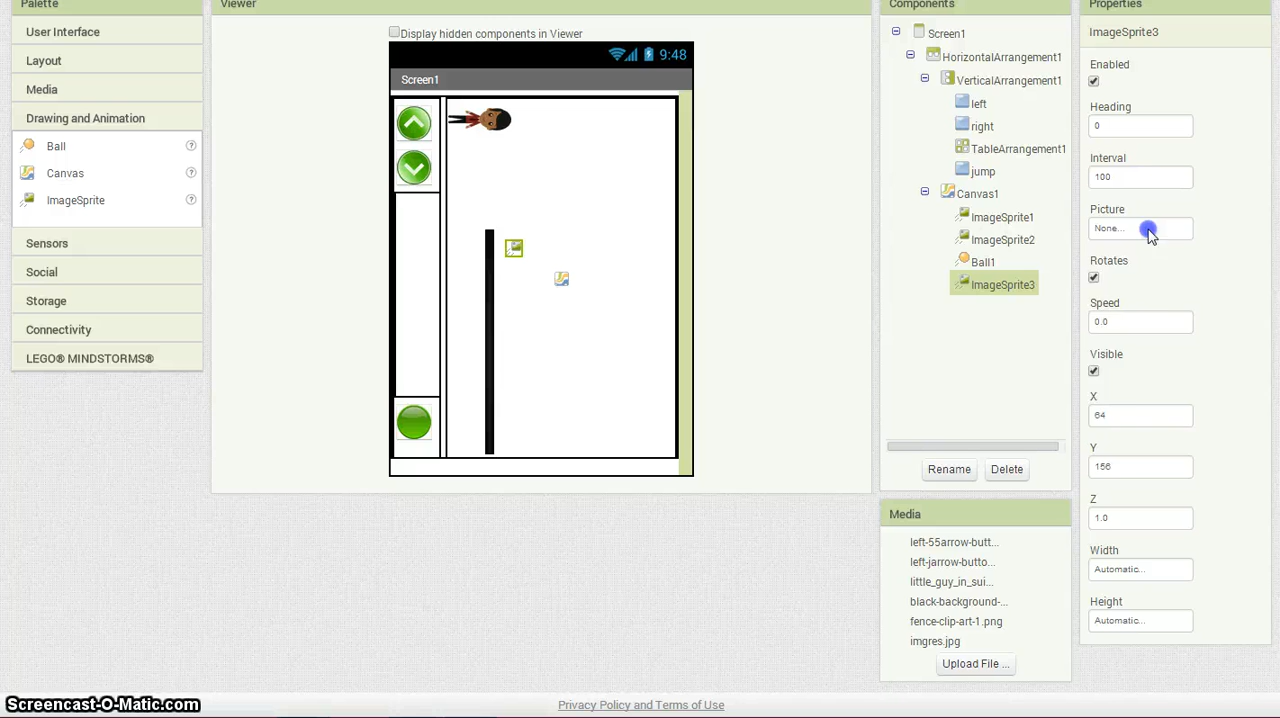 Palette
Viewer
Components
Properties
User Interface
Layout
Media
Drawing and Animation
Ball
?
Canvas
?
ImageSprite
?
Sensors
Social
Storage
Connectivity
LEGO® MINDSTORMS®
Display hidden components in Viewer
9:48
Screen1
Screen1
HorizontalArrangement1
VerticalArrangement1
left
right
TableArrangement1
jump
Canvas1
ImageSprite1
ImageSprite2
Ball1
ImageSprite3
Rename
Delete
Media
left-55arrow-butt...
left-jarrow-butto...
little_guy_in_sui...
black-background-...
fence-clip-art-1.png
imgres.jpg
Upload File ...
ImageSprite3
Enabled
Heading
0
Interval
100
Picture
None...
Rotates
Speed
0.0
Visible
X
64
Y
156
Z
1.0
Width
Automatic...
Height
Automatic...
Privacy Policy and Terms of Use
Screencast-O-Matic.com